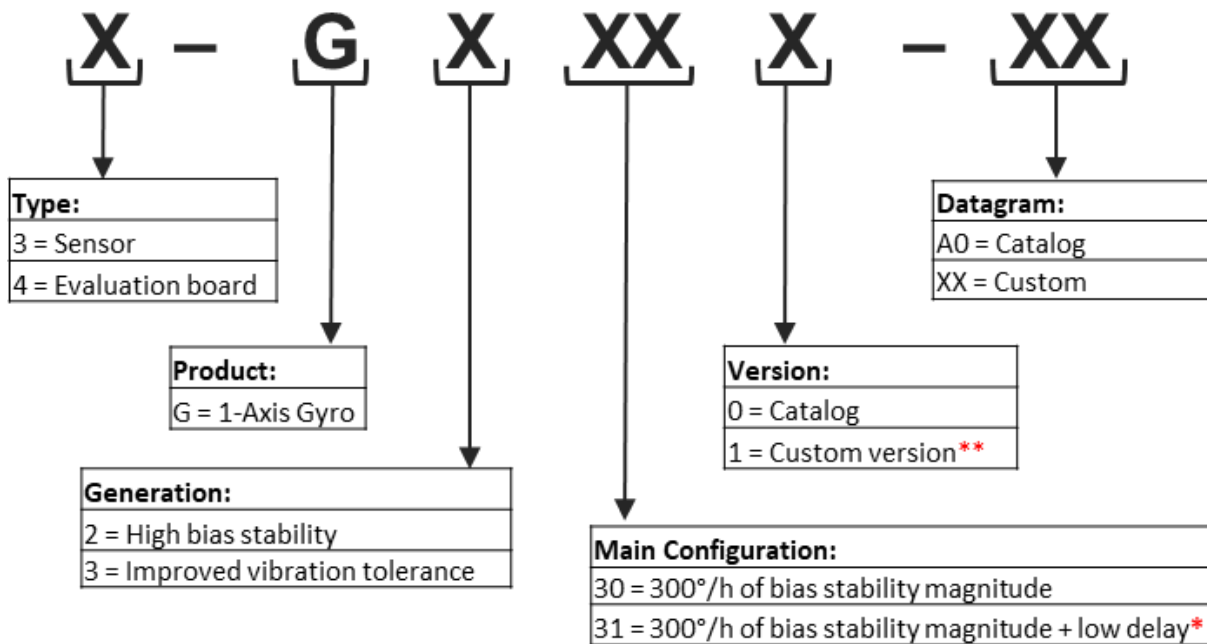 X – G X XX X – XX
Type:
3 = Sensor
4 = Evaluation board
Datagram:
A0 = Catalog
XX = Custom
Product:
G = 1-Axis Gyro
Version:
0 = Catalog
1 = Custom version**
Generation:
2 = High bias stability
3 = Improved vibration tolerance
Main Configuration:
30 = 300°/h of bias stability magnitude
31 = 300°/h of bias stability magnitude + low delay*